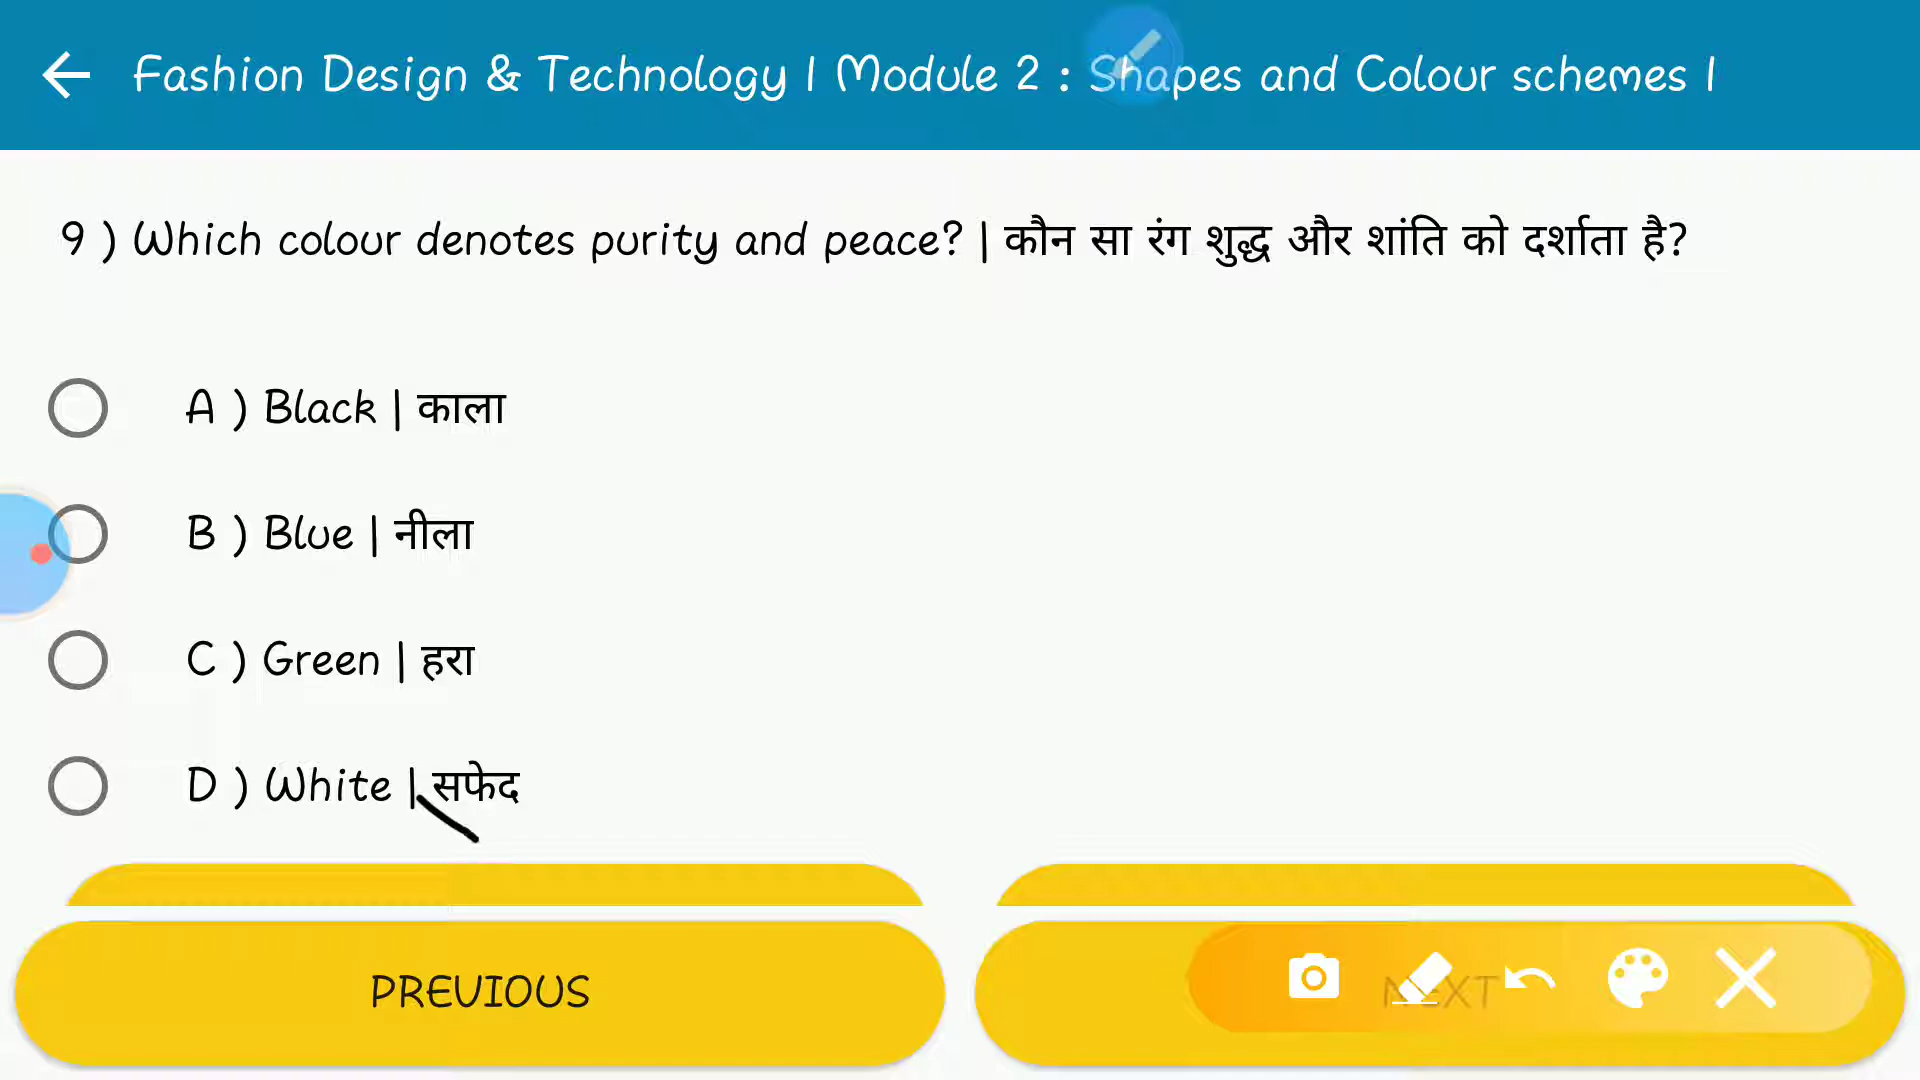 Fashion Design & Technology | Module 2 : Shapes and Colour schemes |
9 ) Which colour denotes purity and peace? | कौन सा रंग शुद्ध और शांति को दर्शाता है?
A ) Black | काला
B ) Blue | नीला
C ) Green | हरा
D ) White | सफेद
PREVIOUS
NEXT